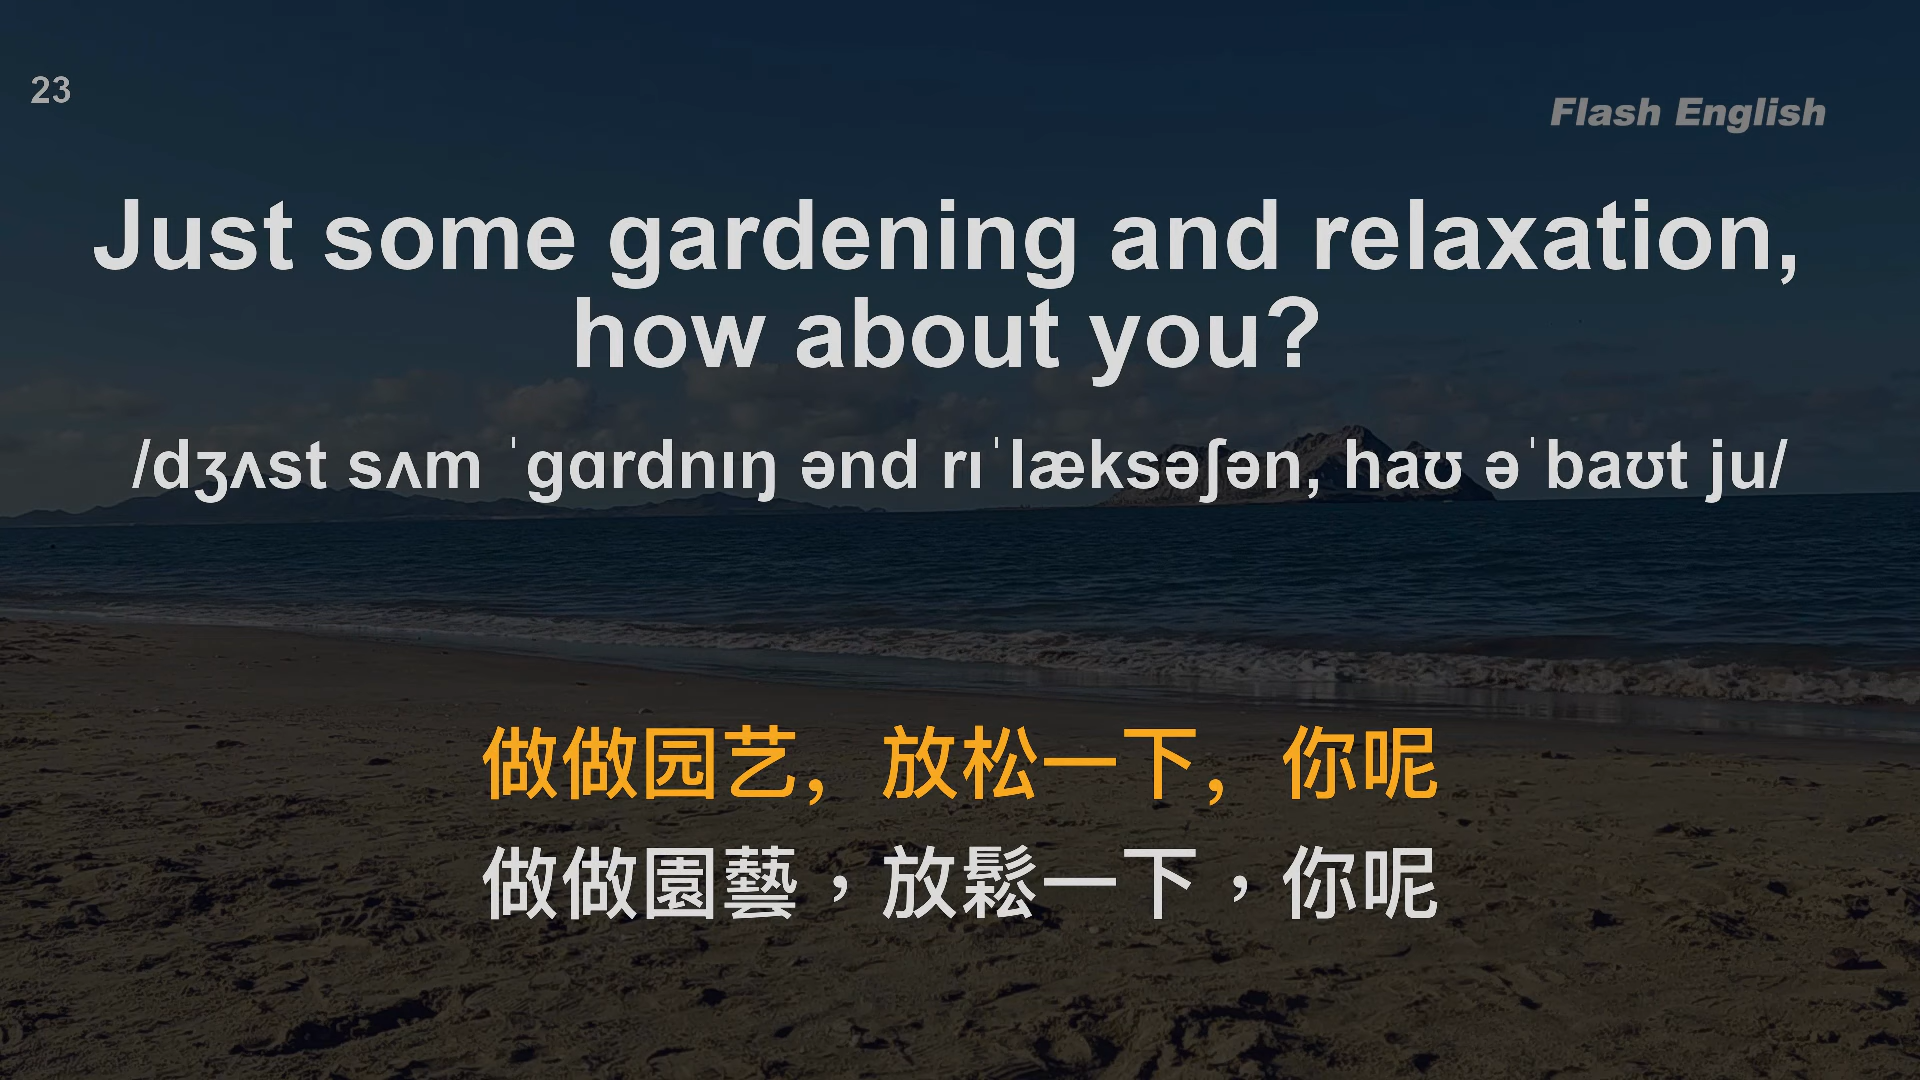 23
Flash English
Just some gardening and relaxation,
how about you?
/dʒʌst sʌm ˈɡɑrdnɪŋ ənd rɪˈlæksəʃən, haʊ əˈbaʊt ju/
做做园艺，放松一下，你呢
做做園藝，放鬆一下，你呢